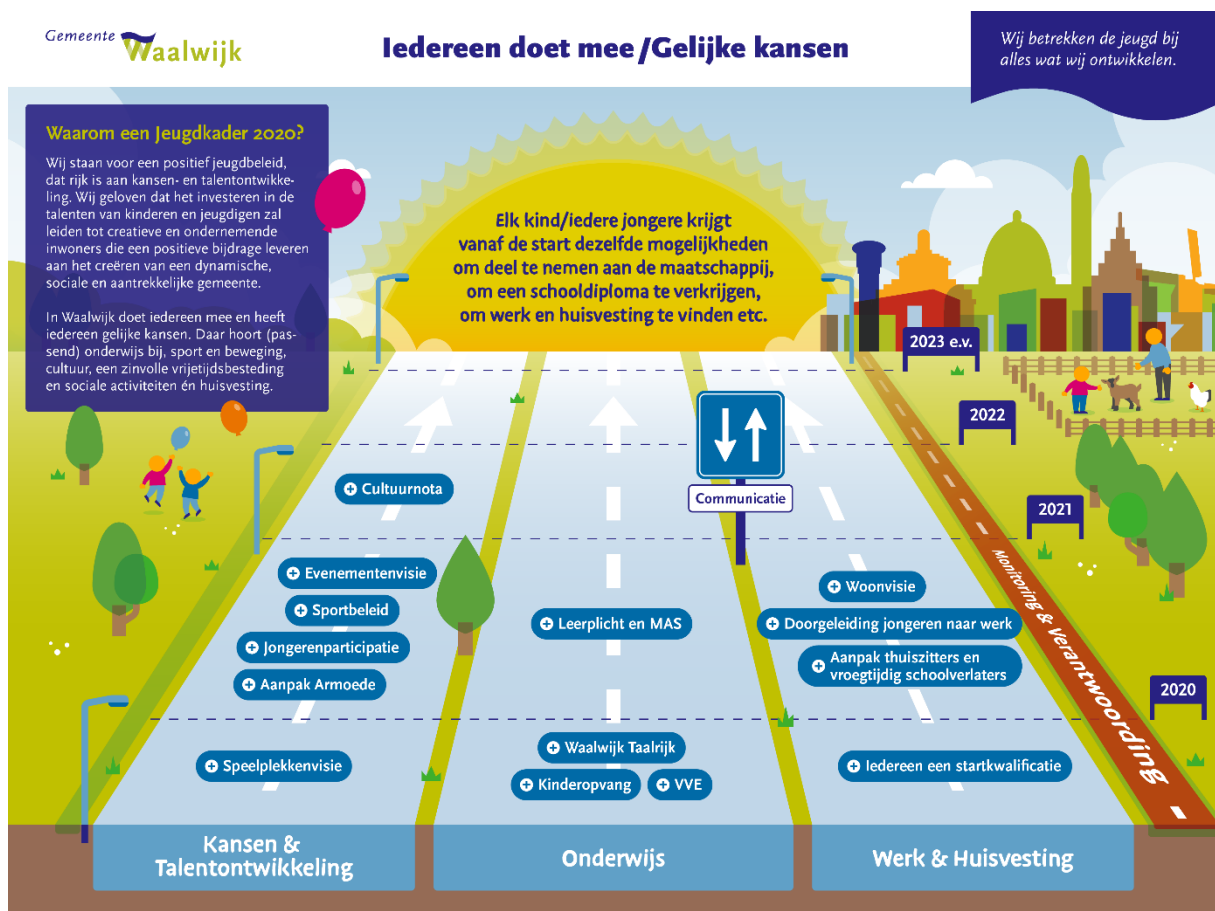 Gemeente
Waalwijk
Iedereen doet mee/Gelijke kansen
Wij betrekken de jeugd bij
alles wat wij ontwikkelen.
Waarom een Jeugdkader 2020?
Wij staan voor een positief jeugdbeleid,
dat rijk is aan kansen- en talentontwikke-
ling. Wij geloven dat het investeren in de
talenten van kinderen en jeugdigen zal
leiden tot creatieve en ondernemende
inwoners die een positieve bijdrage leveren
aan het creëren van een dynamische,
sociale en aantrekkelijke gemeente.
In Waalwijk doet iedereen mee en heeft
iedereen gelijke kansen. Daar hoort (pas-
send) onderwijs bij, sport en beweging,
cultuur, een zinvolle vrijetijdsbesteding
en sociale activiteiten én huisvesting.
Elk kind/iedere jongere krijgt
vanaf de start dezelfde mogelijkheden
om deel te nemen aan de maatschappij,
om een schooldiploma te verkrijgen,
om werk en huisvesting te vinden etc.
2023 e.v.
2022
Cultuurnota
Communicatie
2021
Evenementenvisie
Sportbeleid
Jongerenparticipatie
Aanpak Armoede
Leerplicht en MAS
Woonvisie
Doorgeleiding jongeren naar werk
Aanpak thuiszitters en
vroegtijdig schoolverlaters
Monitoring & Verantwoording
2020
Speelplekkenvisie
Waalwijk Taalrijk
Kinderopvang
VVE
Iedereen een startkwalificatie
Kansen &
Talentontwikkeling
Onderwijs
Werk & Huisvesting